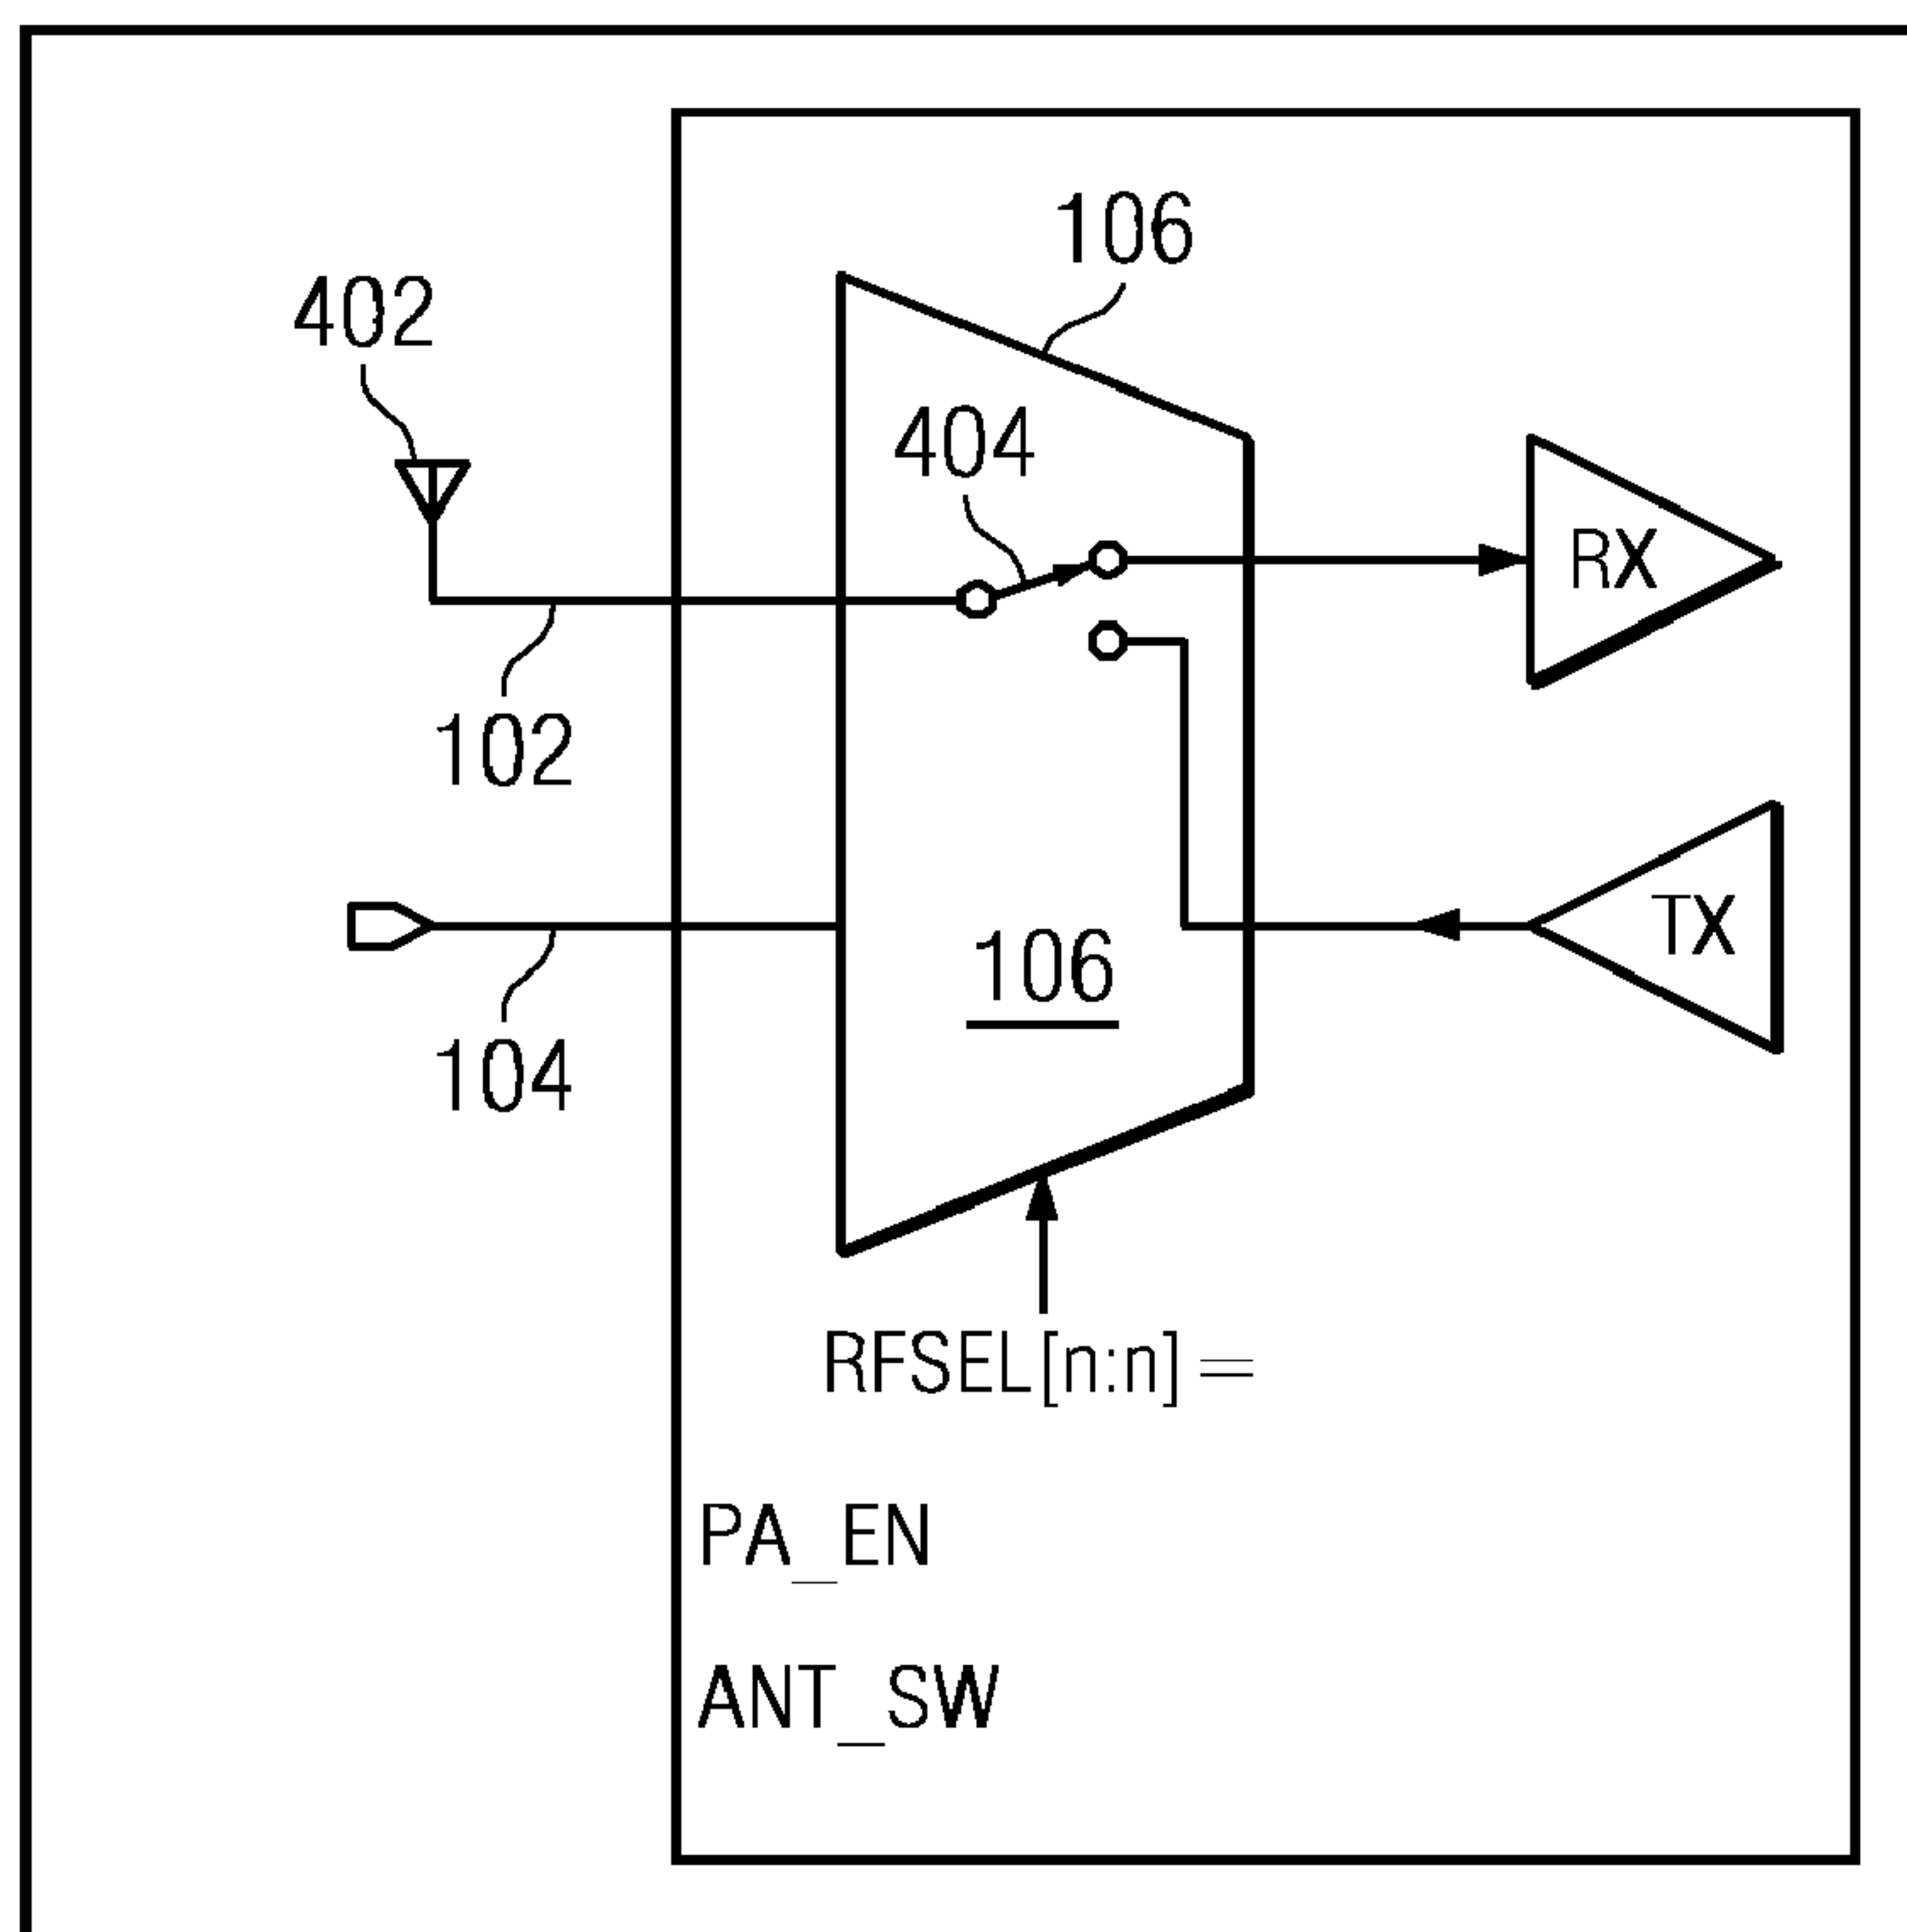 106
402
404
RX
102
TX
106
104
RFSEL[n:n]=
PA_EN
ANT_SW